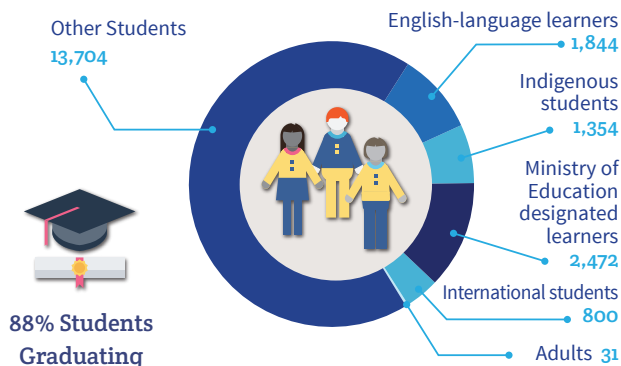 Other Students
13,704
English-language learners
1,844
Indigenous
students
1,354
Ministry of
Education
designated
learners
2,472
International students
800
Adults 31
88% Students
Graduating